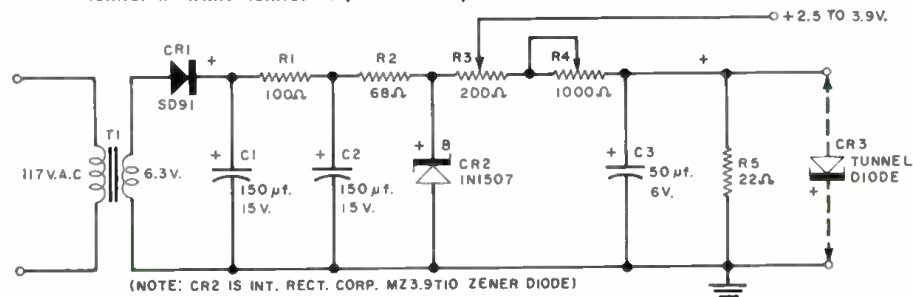 +2.5 TO 3.9V.
CR1
SD91
+
R1
100Ω
R2
68Ω
R3
200Ω
R4
1000Ω
+
T1
117V.A.C
6.3V.
+ C1
150µf.
15V.
+ C2
150µf.
15V.
+ B
CR2
IN1507
+ C3
50µf.
6V.
R5
22Ω
CR3
TUNNEL
DIODE
+
(NOTE: CR2 IS INT. RECT. CORP. MZ3.9T10 ZENER DIODE)